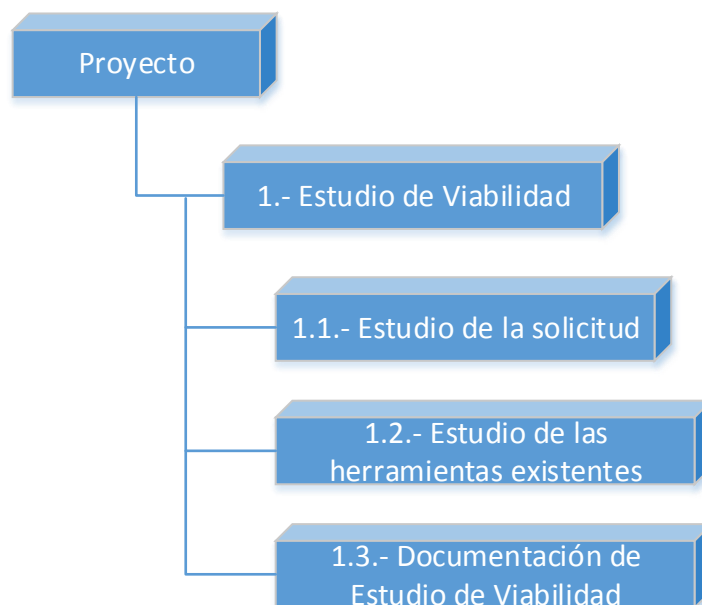 Proyecto
1.- Estudio de Viabilidad
1.1.- Estudio de la solicitud
1.2.- Estudio de las
herramientas existentes
1.3.- Documentación de
Estudio de Viabilidad